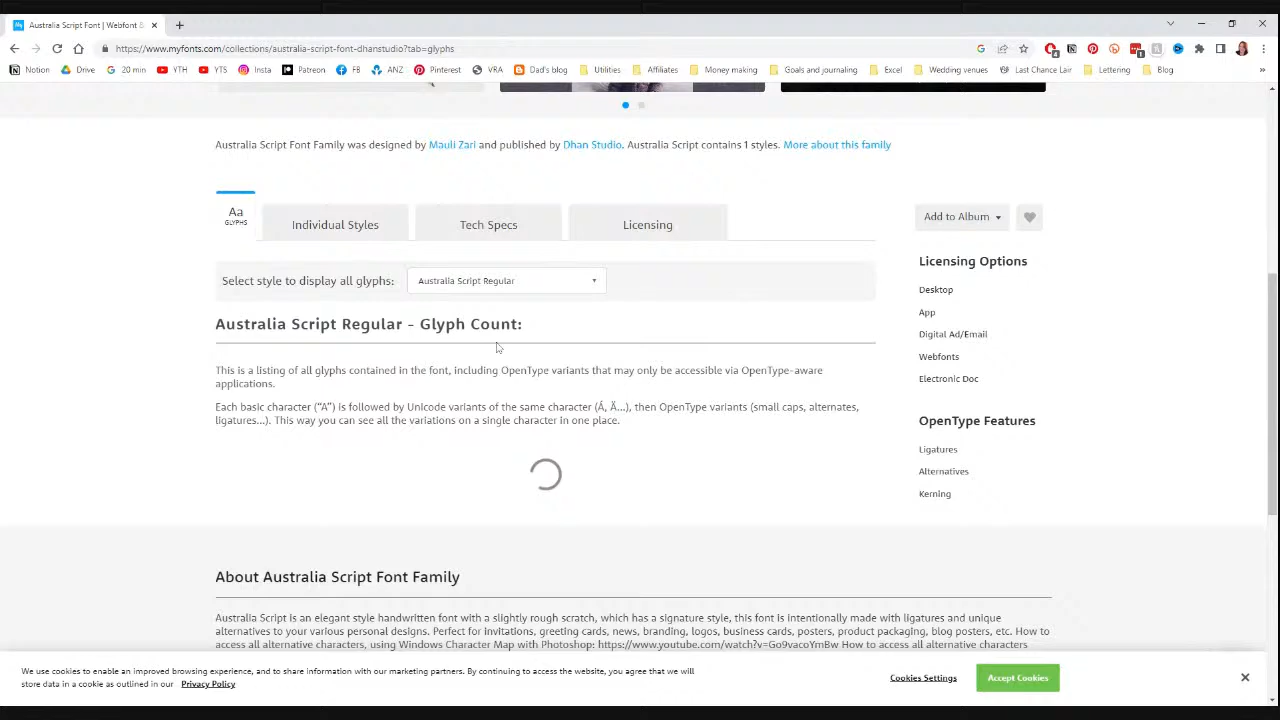 Australia Script Font | Webfont &
https://www.myfonts.com/collections/australia-script-font-dhanstudio?tab=glyphs
Notion Drive 20 min YTH YTS Insta Patreon FB ANZ Pinterest VRA Dad's blog Utilities Affiliates Money making Goals and journaling Excel Wedding venues Last Chance Lair Lettering Blog
Australia Script Font Family was designed by Mauli Zari and published by Dhan Studio. Australia Script contains 1 styles. More about this family
Aa
GLYPHS
Individual Styles Tech Specs Licensing
Add to Album
Select style to display all glyphs: Australia Script Regular
Australia Script Regular - Glyph Count:
This is a listing of all glyphs contained in the font, including OpenType variants that may only be accessible via OpenType-aware
applications.
Each basic character (“A”) is followed by Unicode variants of the same character (Á, Ä…), then OpenType variants (small caps, alternates,
ligatures…). This way you can see all the variations on a single character in one place.
Licensing Options
Desktop
App
Digital Ad/Email
Webfonts
Electronic Doc
OpenType Features
Ligatures
Alternatives
Kerning
About Australia Script Font Family
Australia Script is an elegant style handwritten font with a slightly rough scratch, which has a signature style, this font is intentionally made with ligatures and unique
alternatives to your various personal designs. Perfect for invitations, greeting cards, news, branding, logos, business cards, posters, product packaging, blog posters, etc. How to
access all alternative characters, using Windows Character Map with Photoshop: https://www.youtube.com/watch?v=Go9vacoYmBw How to access all alternative characters
We use cookies to enable an improved browsing experience, and to share information with our marketing partners. By continuing to access the website, you agree that we will
store data in a cookie as outlined in our Privacy Policy
Cookies Settings
Accept Cookies